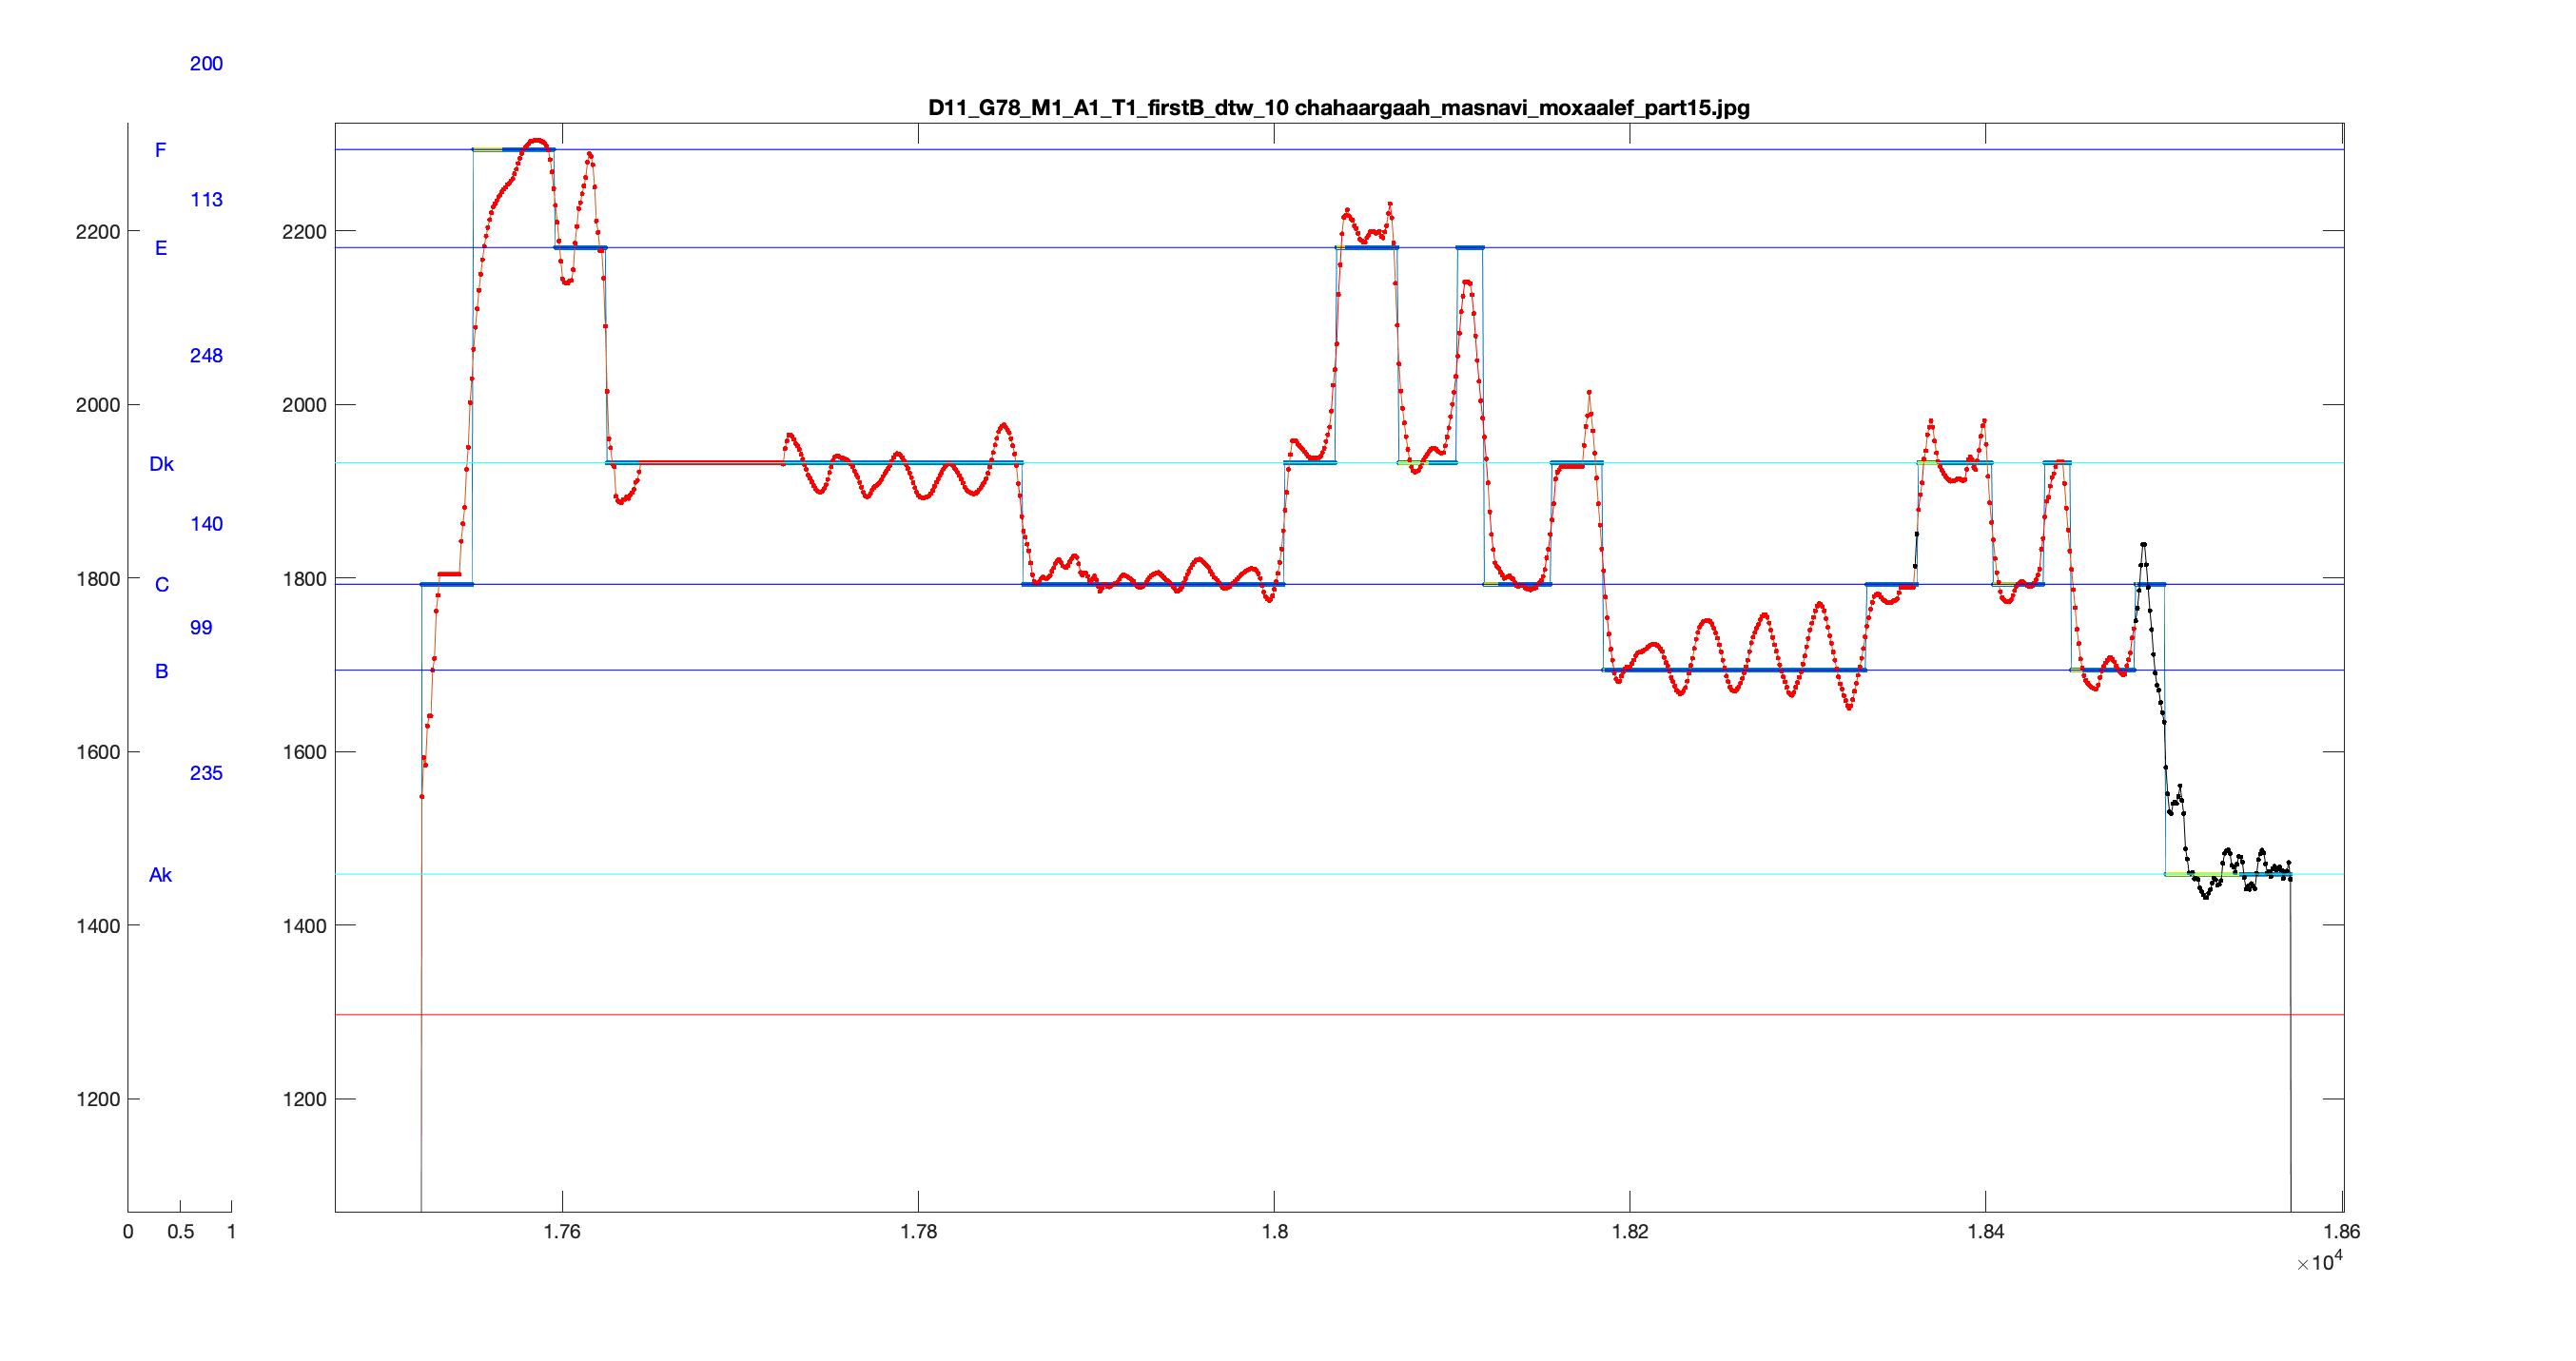 200
D11_G78_M1_A1_T1_firstB_dtw_10 chahaargaah_masnavi_moxaalef_part15.jpg
F
113
2200 E 2200
248
2000 2000
Dk
140
1800 C 1800
99
B
1600 1600
235
Ak
1400 1400
1200 1200
0 0.5 1 1.76 1.78 1.8 1.82 1.84 1.86
×10^4